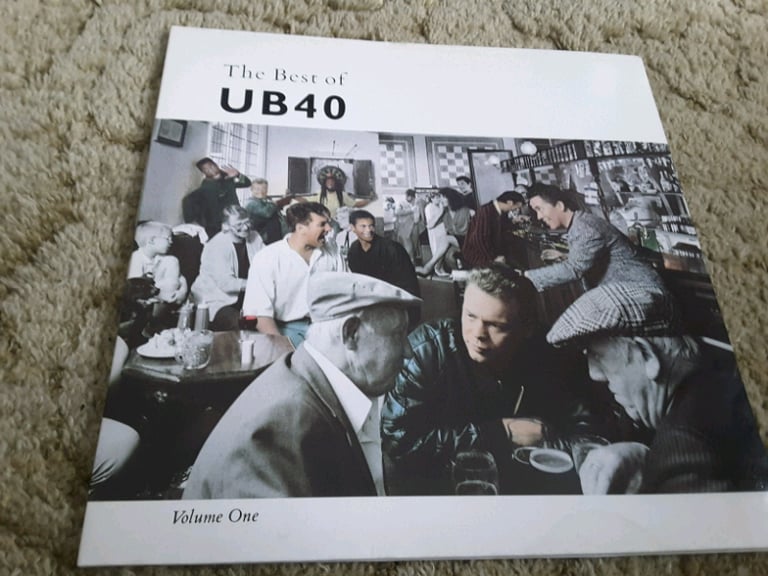 The Best of
UB40
Volume One